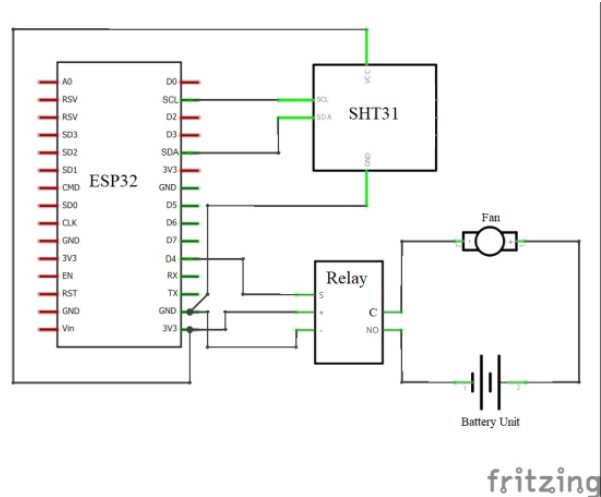 ESP32
A0
RSV
RSV
SD3
SD2
SD1
CMD
SD0
CLK
GND
3V3
EN
RST
GND
Vin
D0
SCL
D2
D3
SDA
3V3
GND
D5
D6
D7
D4
RX
TX
GND
3V3
SHT31
VCC
SCL
SDA
GND
Relay
S
+
-
C
NO
Fan
Battery Unit
fritzing